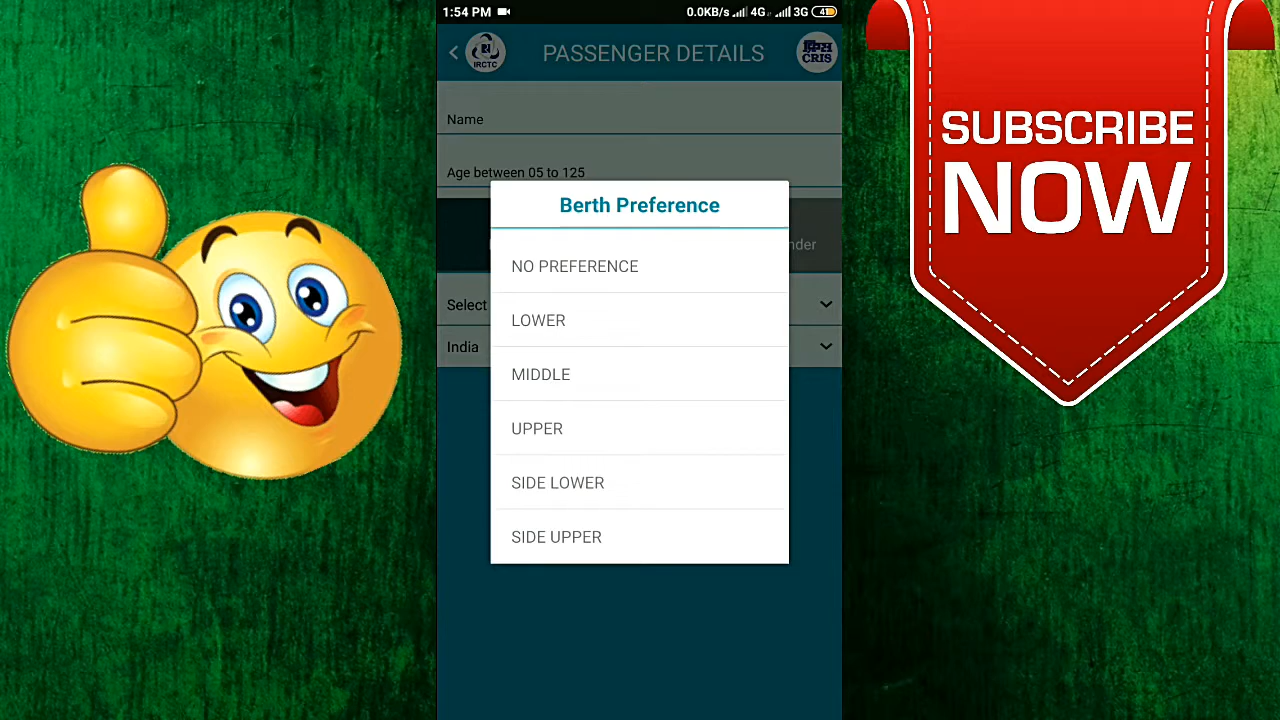 1:54 PM
0.0KB/s 4G 3G 41
IRCTC
PASSENGER DETAILS
CRIS
Name
Age between 05 to 125
Berth Preference
NO PREFERENCE
LOWER
MIDDLE
UPPER
SIDE LOWER
SIDE UPPER
Select
India
SUBSCRIBE
NOW